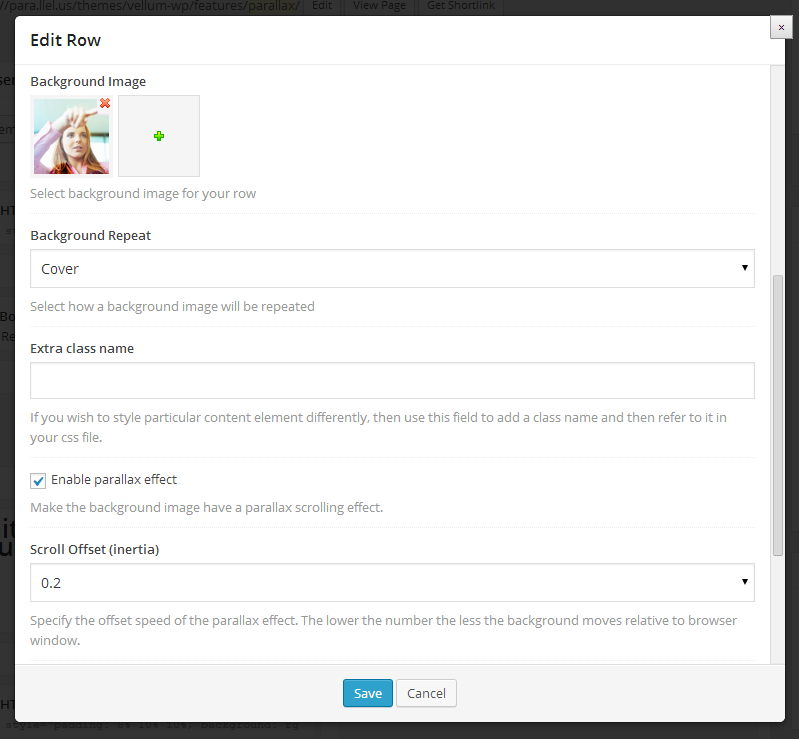 //para.llel.us/themes/vellum-wp/features/parallax/ Edit View Page Get Shortlink
Edit Row
×
Background Image
Select background image for your row
Background Repeat
Cover
Select how a background image will be repeated
Extra class name
If you wish to style particular content element differently, then use this field to add a class name and then refer to it in
your css file.
Enable parallax effect
Make the background image have a parallax scrolling effect.
Scroll Offset (inertia)
0.2
Specify the offset speed of the parallax effect. The lower the number the less the background moves relative to browser
window.
Save Cancel